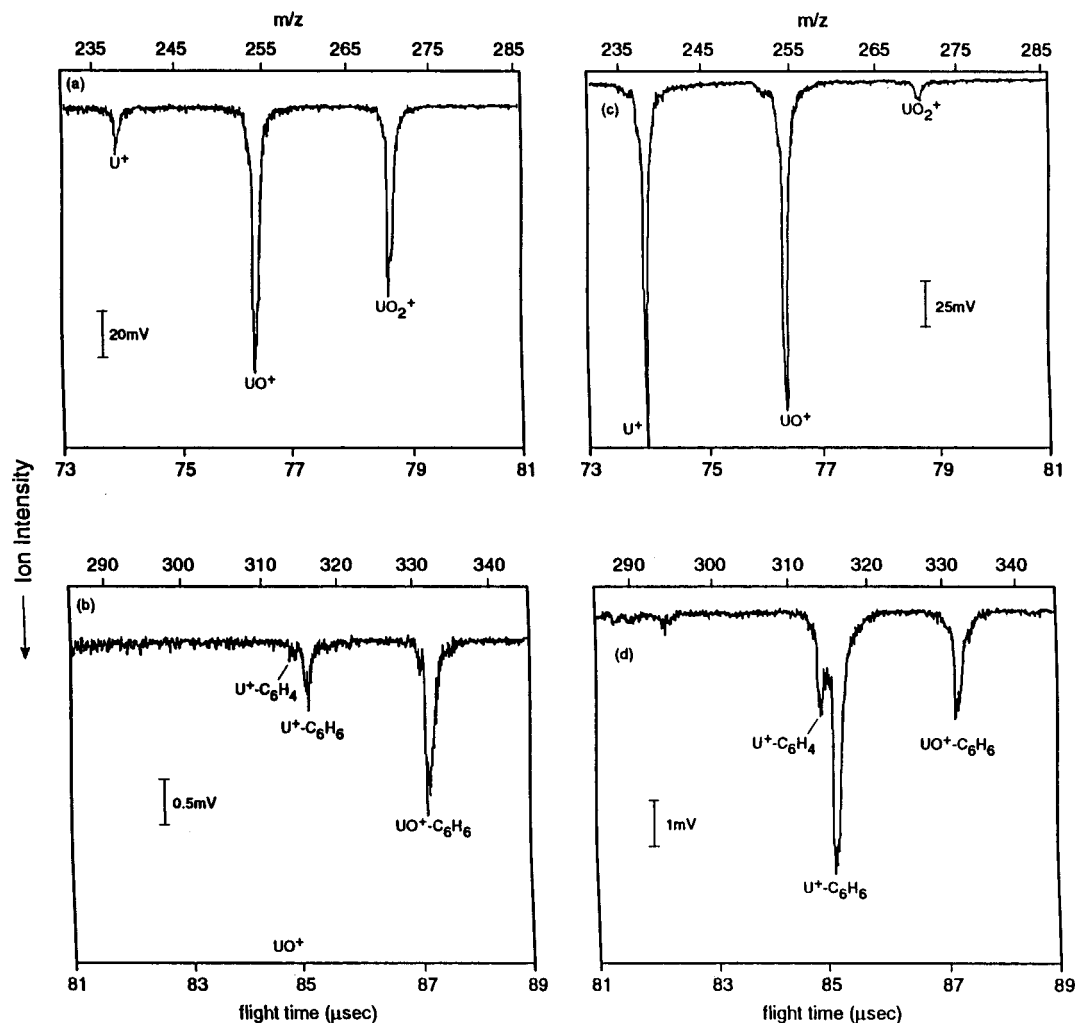 m/z
235 245 255 265 275 285
(a)
U+
UO+
UO2+
20mV
73 75 77 79 81
m/z
235 245 255 265 275 285
(c)
U+
UO+
UO2+
25mV
73 75 77 79 81
Ion Intensity
290 300 310 320 330 340
(b)
U+-C6H4
U+-C6H6
UO+-C6H6
0.5mV
UO+
81 83 85 87 89
flight time (μsec)
290 300 310 320 330 340
(d)
U+-C6H4
U+-C6H6
UO+-C6H6
1mV
81 83 85 87 89
flight time (μsec)